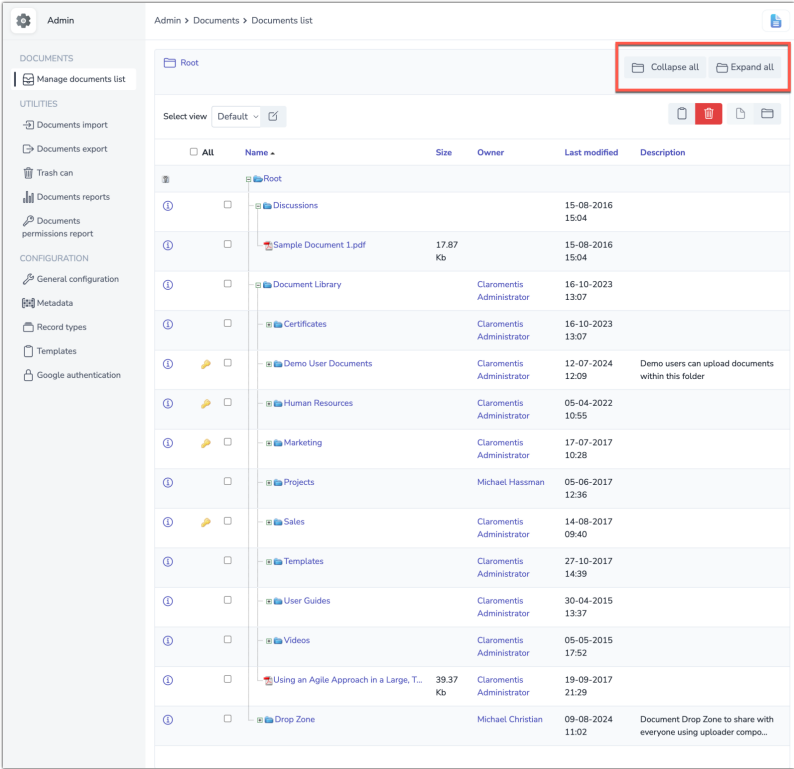 Admin
Admin > Documents > Documents list
DOCUMENTS
Manage documents list
UTILITIES
Documents import
Documents export
Trash can
Documents reports
Documents
permissions report
CONFIGURATION
General configuration
Metadata
Record types
Templates
Google authentication
Root
Collapse all
Expand all
Select view
Default
All
Name
Size
Owner
Last modified
Description
Root
Discussions
15-08-2016
15:04
Sample Document 1.pdf
17.87
Kb
15-08-2016
15:04
Document Library
Claromentis
Administrator
16-10-2023
13:07
Certificates
Claromentis
Administrator
16-10-2023
13:07
Demo User Documents
Claromentis
Administrator
12-07-2024
12:09
Demo users can upload documents
within this folder
Human Resources
Claromentis
Administrator
05-04-2022
10:55
Marketing
Claromentis
Administrator
17-07-2017
10:28
Projects
Michael Hassman
05-06-2017
12:36
Sales
Claromentis
Administrator
14-08-2017
09:40
Templates
Claromentis
Administrator
27-10-2017
14:39
User Guides
Claromentis
Administrator
30-04-2015
13:37
Videos
Claromentis
Administrator
05-05-2015
17:52
Using an Agile Approach in a Large, T...
39.37
Kb
Claromentis
Administrator
19-09-2017
21:29
Drop Zone
Michael Christian
09-08-2024
11:02
Document Drop Zone to share with
everyone using uploader compo...